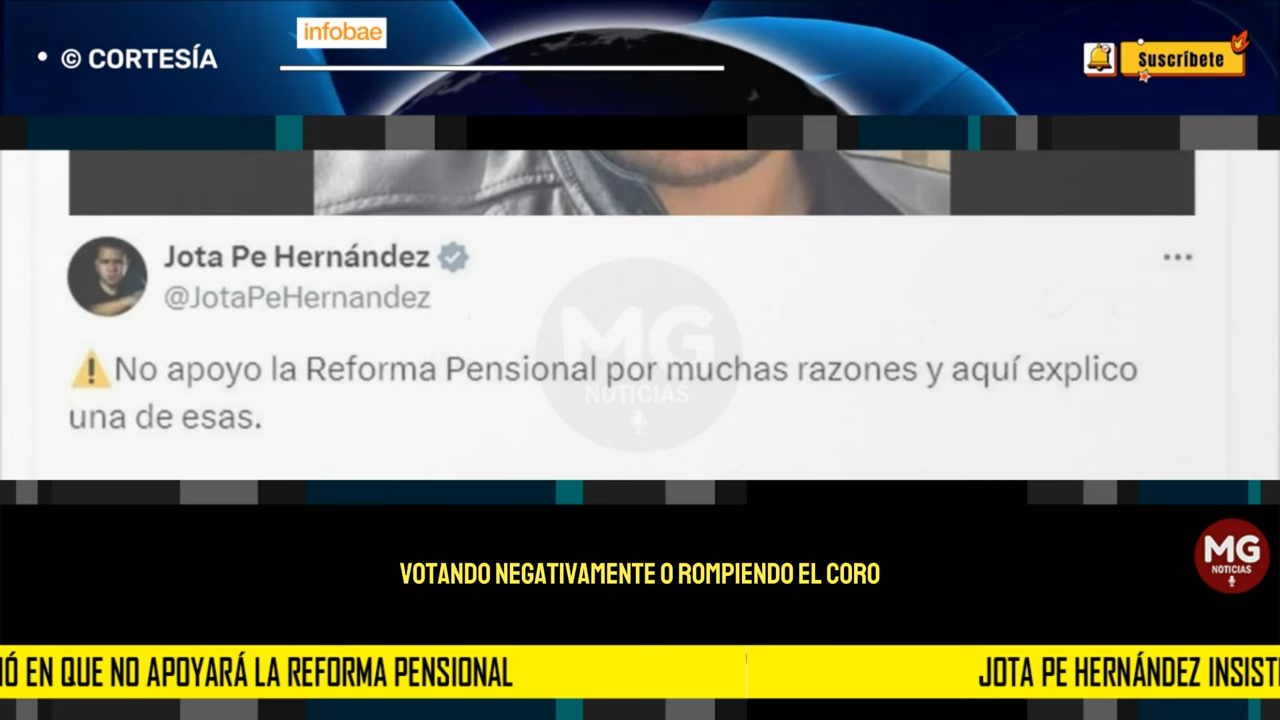 infobae
• © CORTESÍA
Suscríbete
Jota Pe Hernández
@JotaPeHernandez
⚠No apoyo la Reforma Pensional por muchas razones y aquí explico
una de esas.
MG
NOTICIAS
VOTANDO NEGATIVAMENTE O ROMPIENDO EL CORO
MG
NOTICIAS
IÓ EN QUE NO APOYARÁ LA REFORMA PENSIONAL
JOTA PE HERNÁNDEZ INSISTI